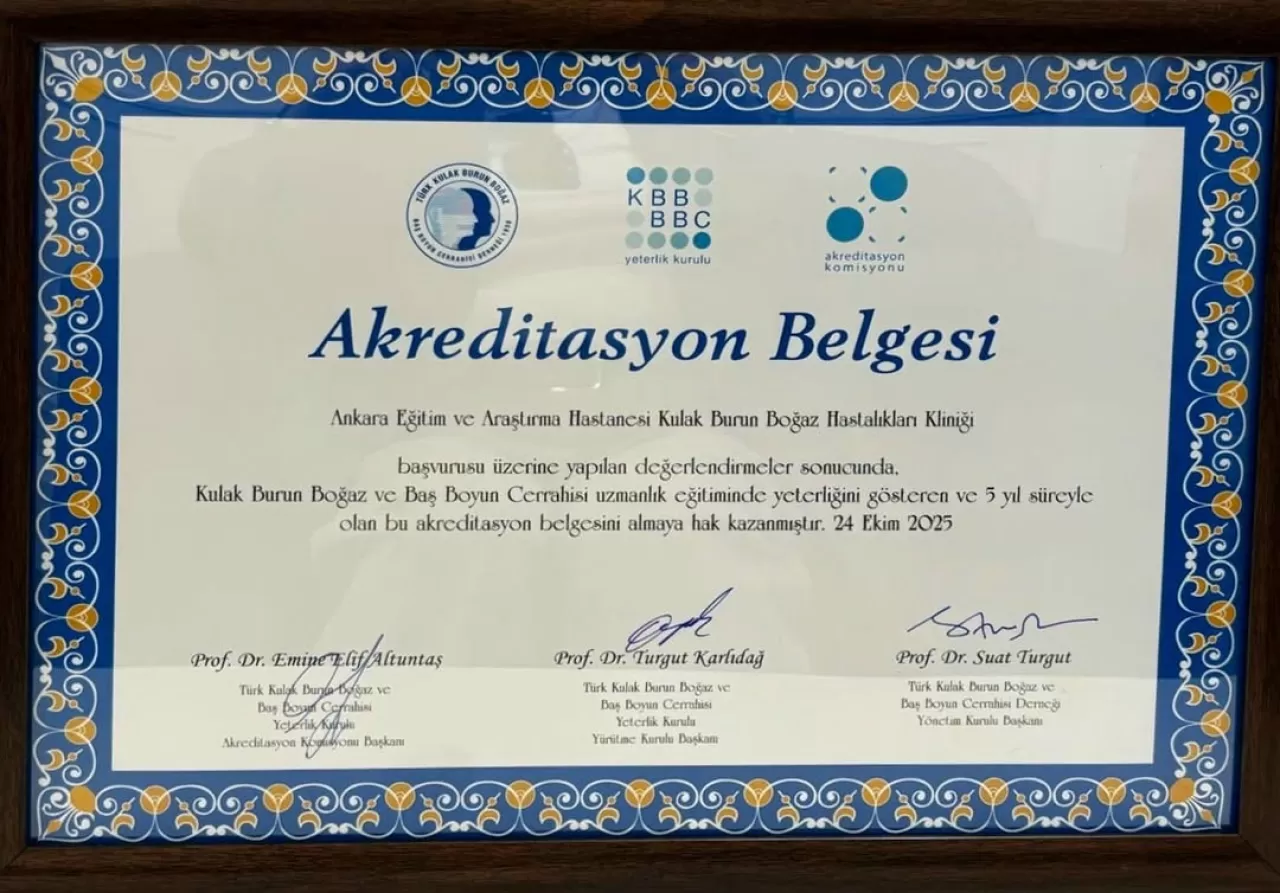 TÜRK KULAK BURUN BOĞAZ
BAŞ BOYUN CERRAHİSİ DERNEĞİ
KBB
BBC
yeterlik kurulu
akreditasyon
komisyonu
Akreditasyon Belgesi
Ankara Eğitim ve Araştırma Hastanesi Kulak Burun Boğaz Hastalıkları Kliniği
başvurusu üzerine yapılan değerlendirmeler sonucunda,
Kulak Burun Boğaz ve Baş Boyun Cerrahisi uzmanlık eğitiminde yeterliğini gösteren ve 5 yıl süreyle
olan bu akreditasyon belgesini almaya hak kazanmıştır. 24 Ekim 2025
Prof. Dr. Emine Elif Altuntaş
Türk Kulak Burun Boğaz ve
Baş Boyun Cerrahisi
Yeterlik Kurulu
Akreditasyon Komisyonu Başkanı
Prof. Dr. Turgut Karlıdağ
Türk Kulak Burun Boğaz ve
Baş Boyun Cerrahisi
Yeterlik Kurulu
Yürütme Kurulu Başkanı
Prof. Dr. Suat Turgut
Türk Kulak Burun Boğaz ve
Baş Boyun Cerrahisi Derneği
Yönetim Kurulu Başkanı